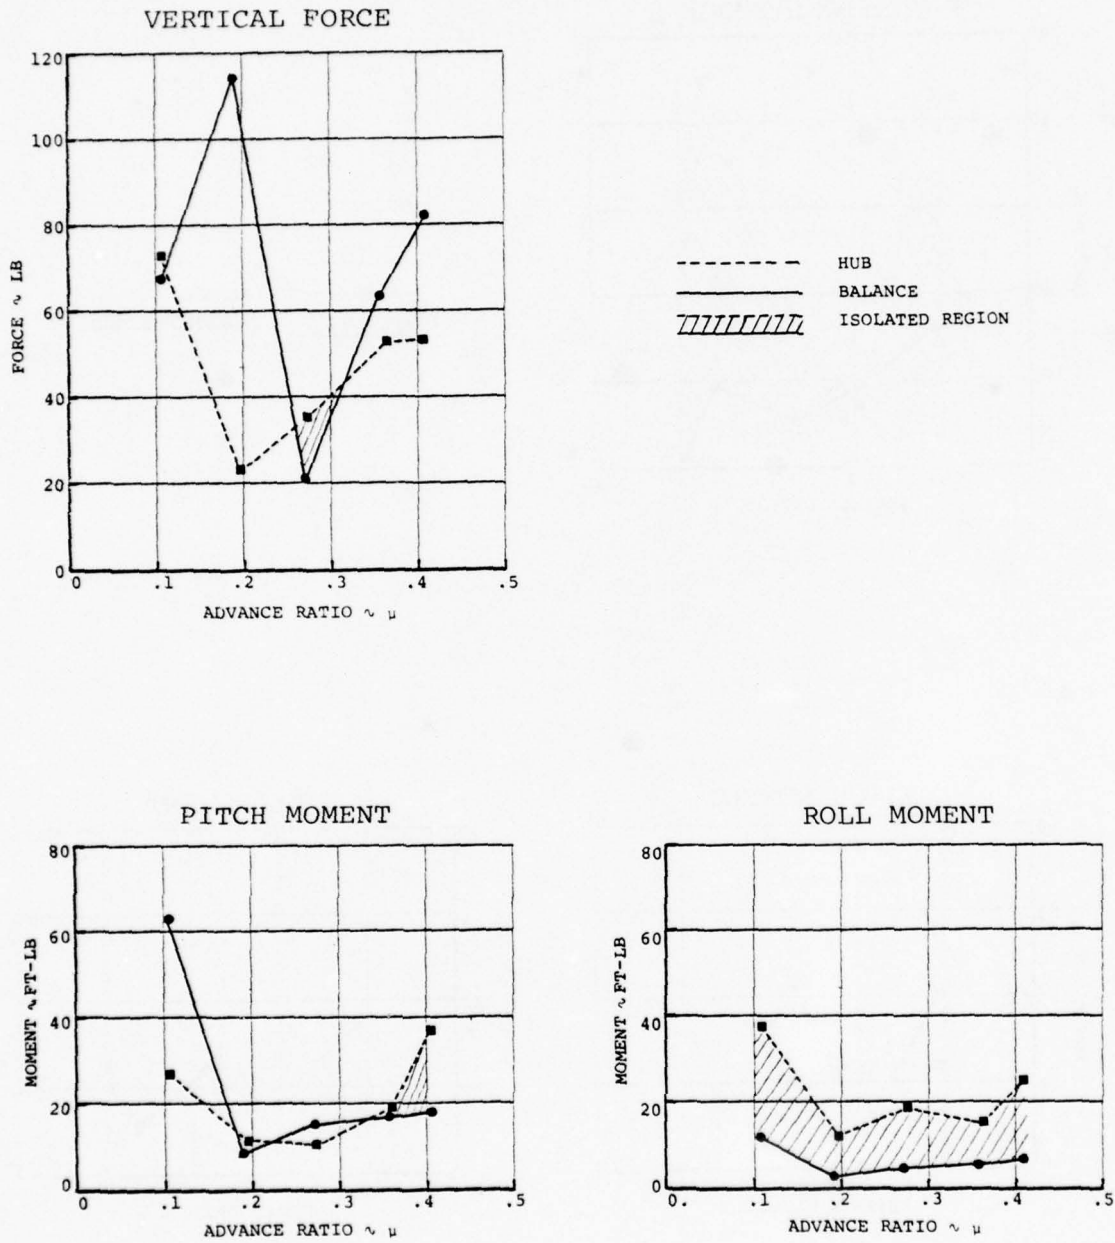 VERTICAL FORCE
120
100
80
60
40
20
0
FORCE ~ LB
0 .1 .2 .3 .4 .5
ADVANCE RATIO ~ μ
HUB
BALANCE
ISOLATED REGION
PITCH MOMENT
80
60
40
20
0
MOMENT ~ FT-LB
0 .1 .2 .3 .4 .5
ADVANCE RATIO ~ μ
ROLL MOMENT
80
60
40
20
0
MOMENT ~ FT-LB
0. .1 .2 .3 .4 .5
ADVANCE RATIO ~ μ